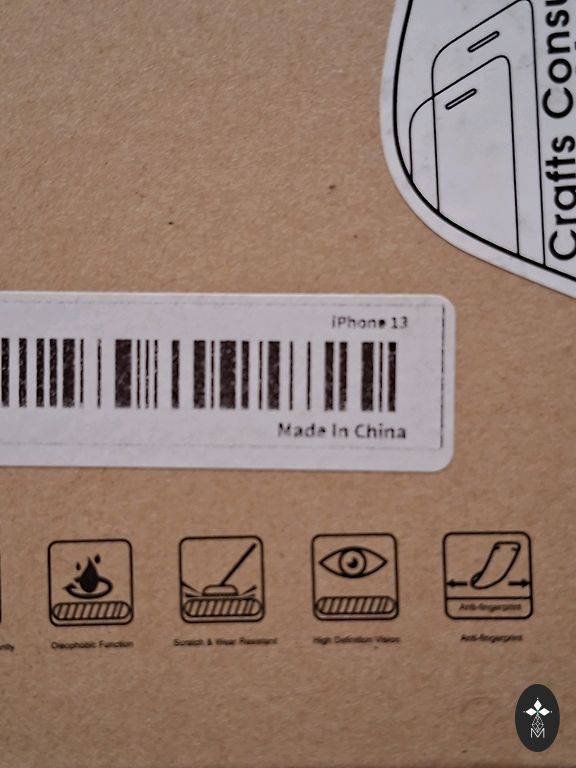 Crafts Consu
iPhone 13
Made In China
Oleophobic Function
Scratch & Wear Resistant
High Definition Vision
Anti-fingerprint
Anti-fingerprint
M